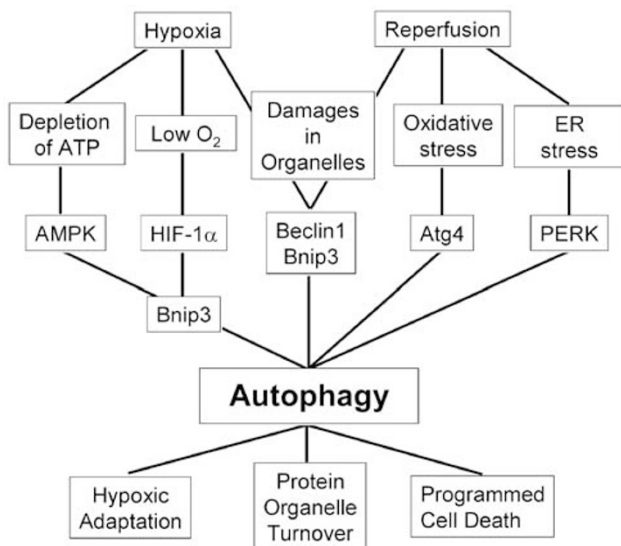 Hypoxia
Reperfusion
Depletion
of ATP
Low O₂
Damages
in
Organelles
Oxidative
stress
ER
stress
AMPK
HIF-1α
Beclin1
Bnip3
Atg4
PERK
Bnip3
Autophagy
Hypoxic
Adaptation
Protein
Organelle
Turnover
Programmed
Cell Death